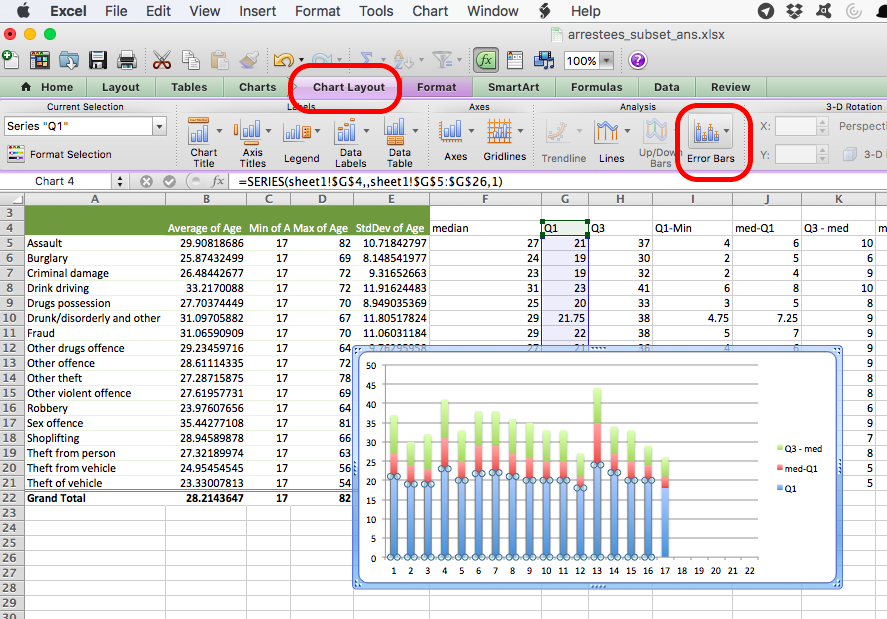 Excel File Edit View Insert Format Tools Chart Window Help
arrestees_subset_ans.xlsx
100%
Home Layout Tables Charts Chart Layout Format SmartArt Formulas Data Review
Current Selection Labels Axes Analysis 3-D Rotation
Series "Q1" X: Perspecti
Format Selection Chart Title Axis Titles Legend Data Labels Data Table Axes Gridlines Trendline Lines Up/Down Bars Error Bars Y: 3-D
Chart 4 fx =SERIES(sheet1!$G$4,,sheet1!$G$5:$G$26,1)
A B C D E F G H I J K
3
4 Average of Age Min of A Max of Age StdDev of Age median Q1 Q3 Q1-Min med-Q1 Q3 - med m
5 Assault 29.90818686 17 82 10.71842797 27 21 37 4 6 10
6 Burglary 25.87432499 17 69 8.148541977 24 19 30 2 5 6
7 Criminal damage 26.48442677 17 72 9.31652663 23 19 32 2 4 9
8 Drink driving 33.2170088 17 72 11.91624483 31 23 41 6 8 10
9 Drugs possession 27.70374449 17 70 8.949035369 25 20 33 3 5 8
10 Drunk/disorderly and other 31.09705882 17 67 11.80517824 29 21.75 38 4.75 7.25 9
11 Fraud 31.06590909 17 70 11.06031184 29 22 38 5 7 9
12 Other drugs offence 29.23459716 17 64 9.76295958 27 21 36 4 6 9
13 Other offence 28.61114335 17 72 9
14 Other theft 27.28715875 17 78 8
15 Other violent offence 27.61957731 17 69 8
16 Robbery 23.97607656 17 64 6
17 Sex offence 35.44277108 17 81 9
18 Shoplifting 28.94589878 17 66 7
19 Theft from person 27.32189974 17 63 8
20 Theft from vehicle 24.95454545 17 56 5
21 Theft of vehicle 23.33007813 17 54 5
22 Grand Total 28.2143647 17 82
23
24
25
26
27
28
29
30
50
45
40
35
30
25
20
15
10
5
0
1 2 3 4 5 6 7 8 9 10 11 12 13 14 15 16 17 18 19 20 21 22
Q3 - med
med-Q1
Q1